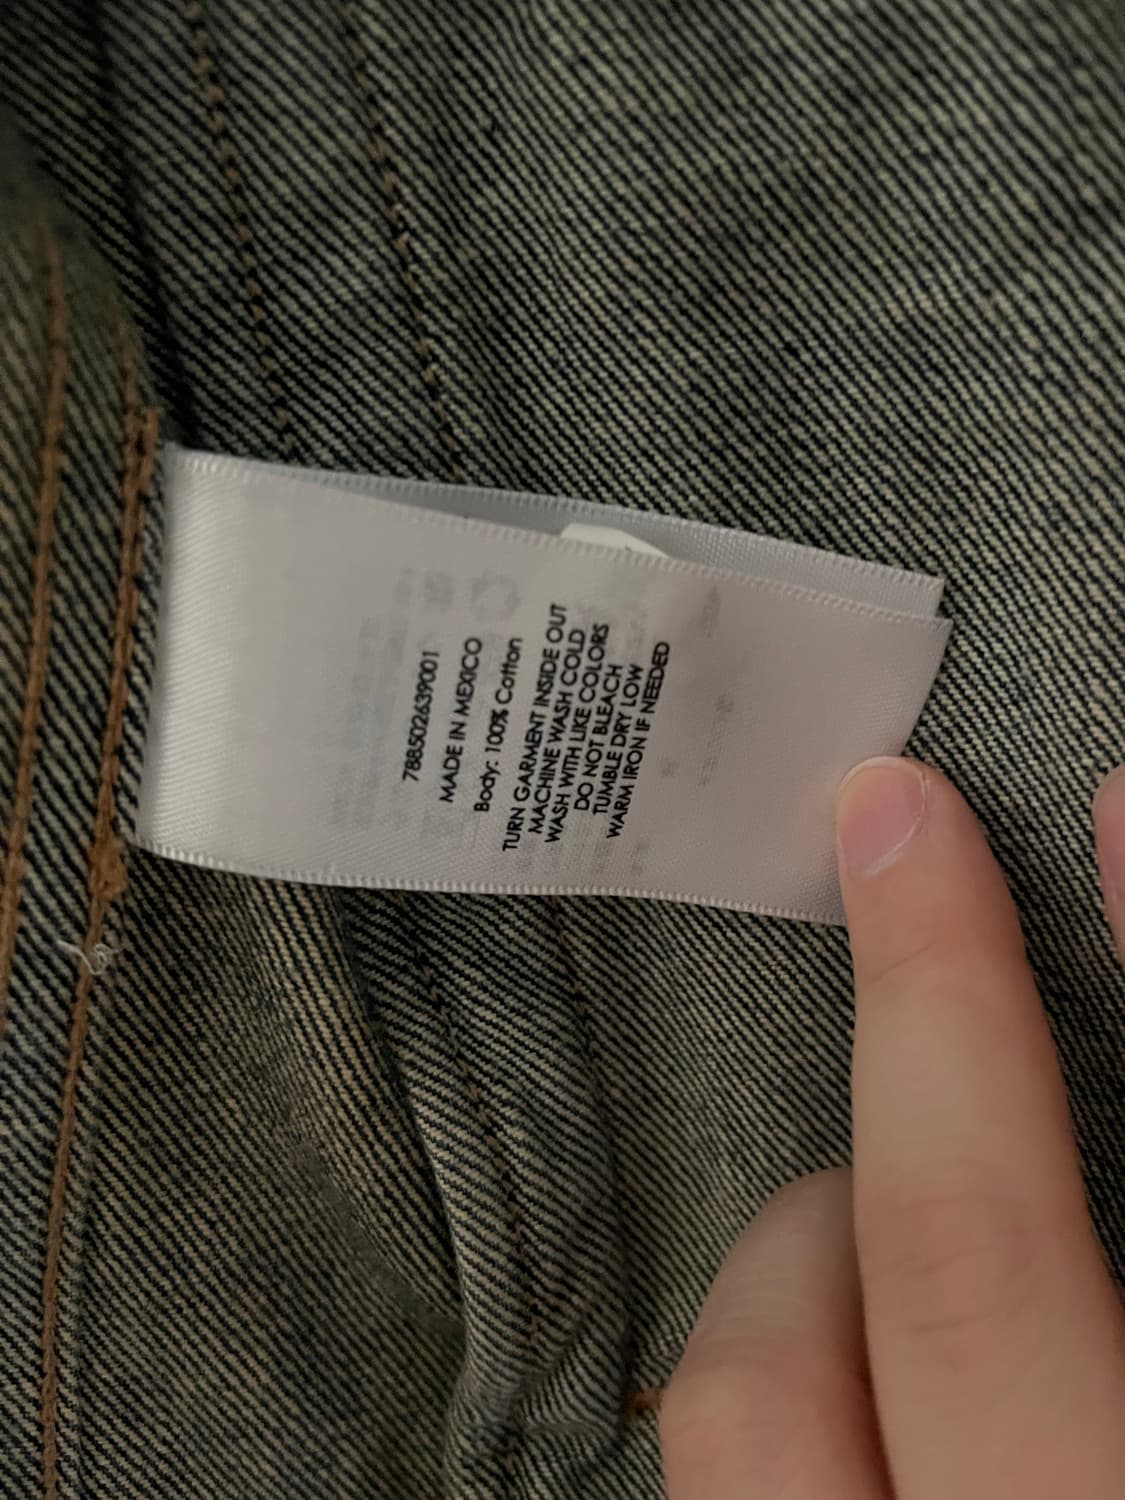 788502639001
MADE IN MEXICO
Body: 100% Cotton
TURN GARMENT INSIDE OUT
MACHINE WASH COLD
WASH WITH LIKE COLORS
DO NOT BLEACH
TUMBLE DRY LOW
WARM IRON IF NEEDED